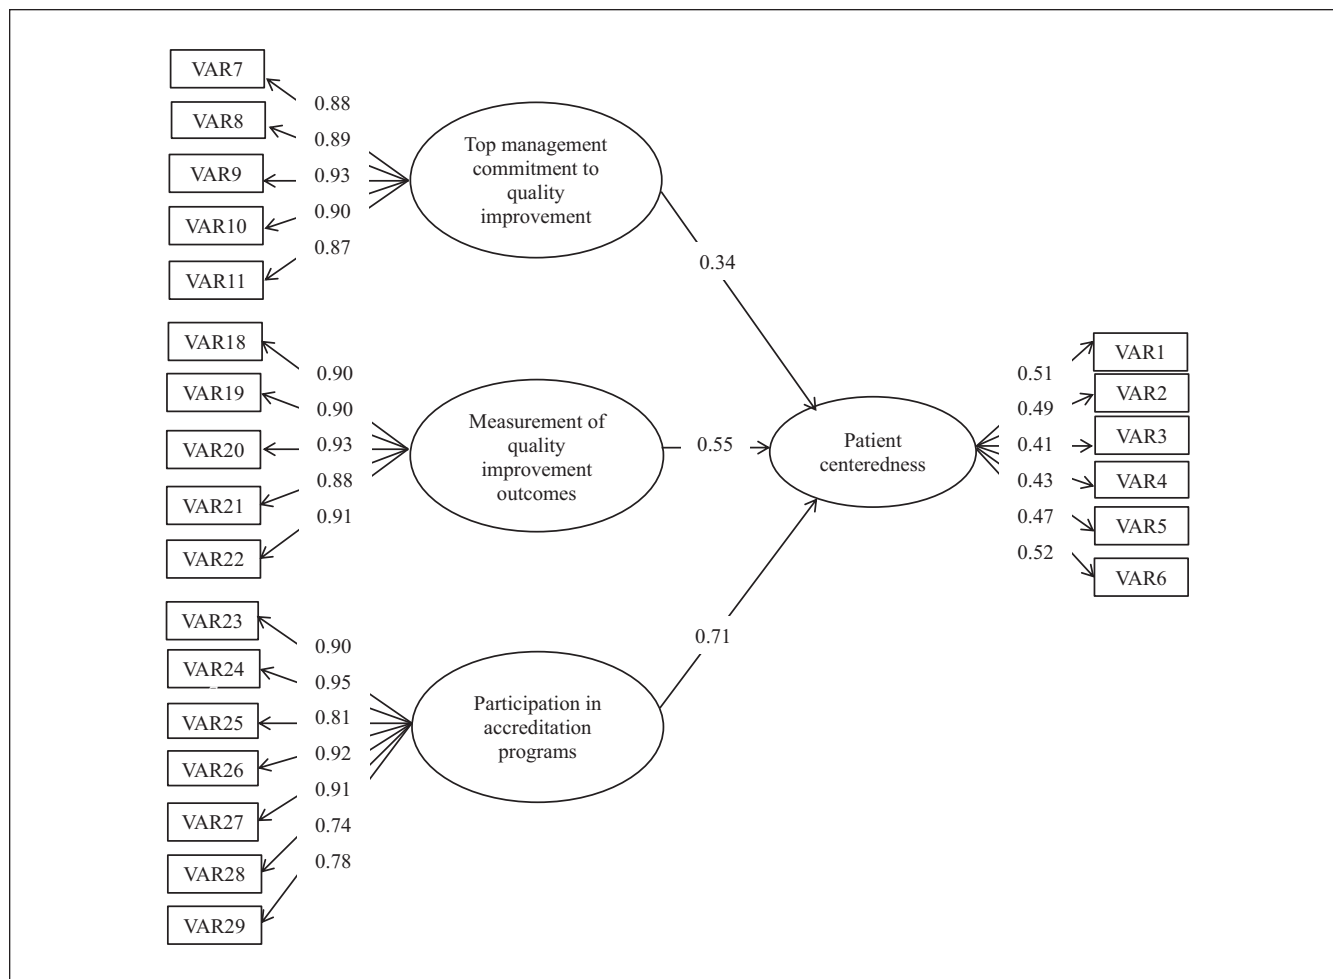 VAR7
VAR8
VAR9
VAR10
VAR11
0.88
0.89
0.93
0.90
0.87
Top management
commitment to
quality
improvement
0.34
VAR18
VAR19
VAR20
VAR21
VAR22
0.90
0.90
0.93
0.88
0.91
Measurement of
quality
improvement
outcomes
0.55
VAR23
VAR24
VAR25
VAR26
VAR27
VAR28
VAR29
0.90
0.95
0.81
0.92
0.91
0.74
0.78
Participation in
accreditation
programs
0.71
Patient
centeredness
0.51
0.49
0.41
0.43
0.47
0.52
VAR1
VAR2
VAR3
VAR4
VAR5
VAR6